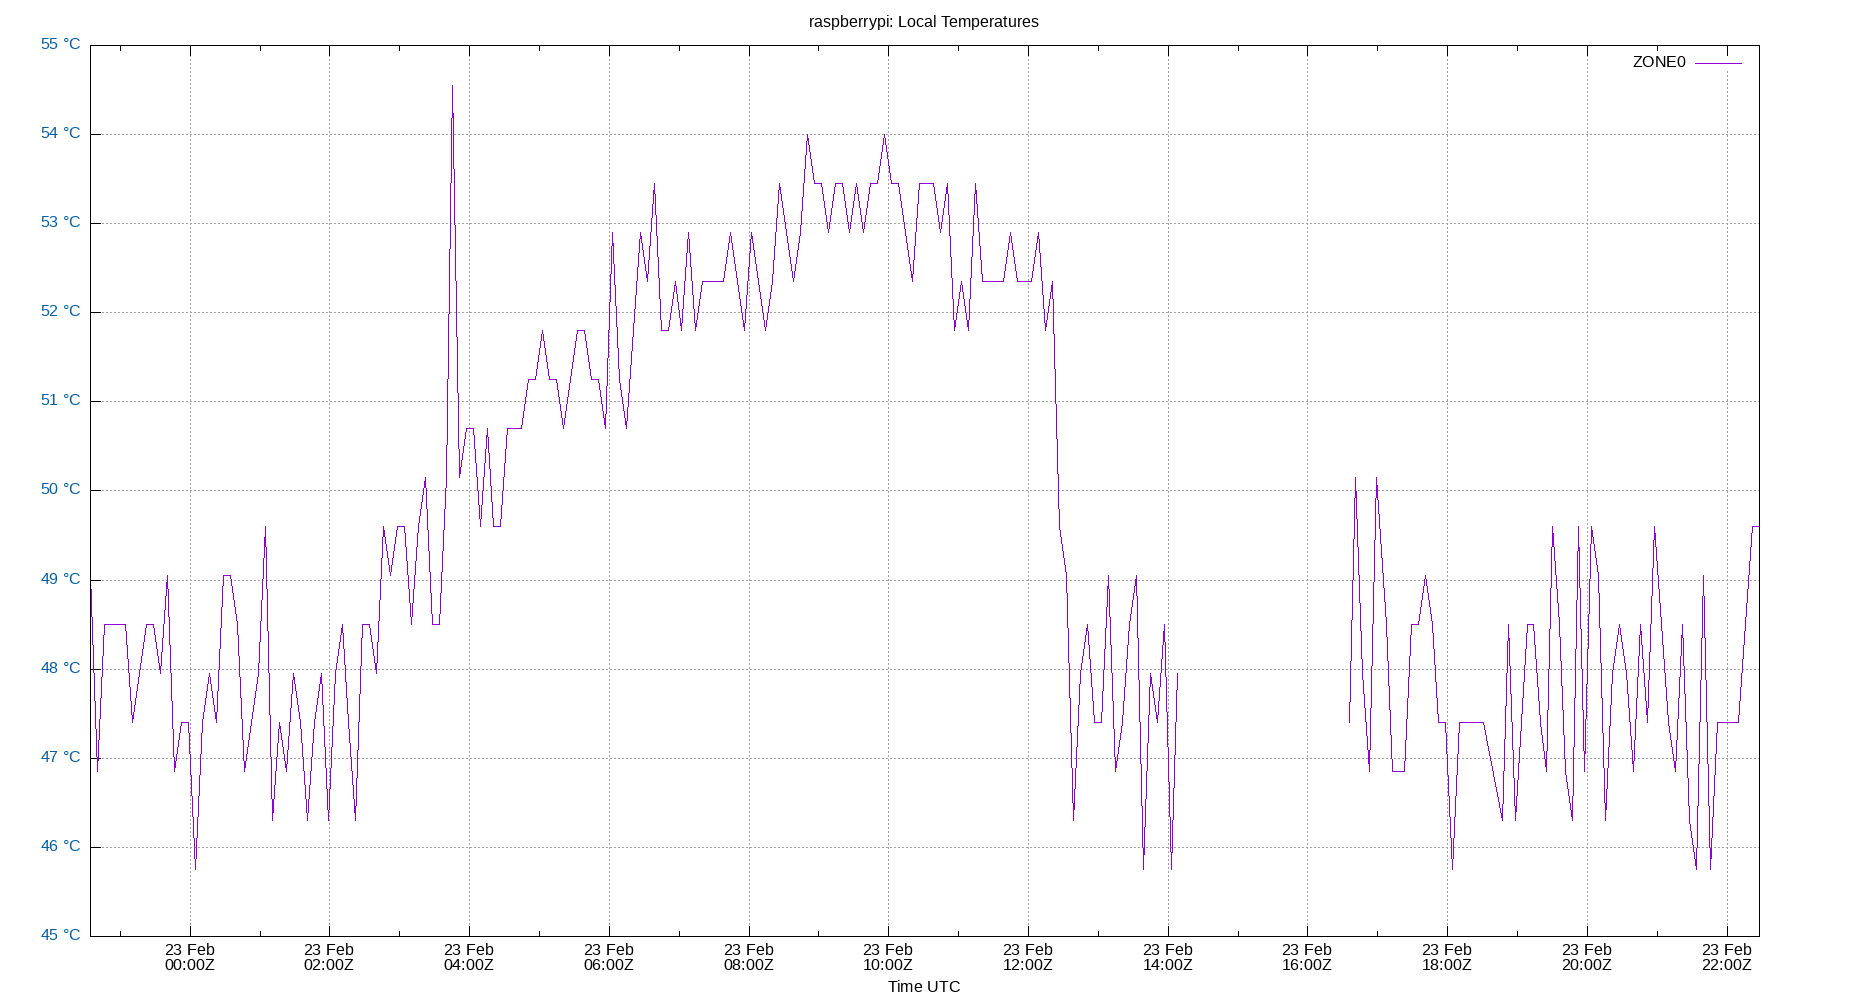 raspberrypi: Local Temperatures
55 °C
54 °C
53 °C
52 °C
51 °C
50 °C
49 °C
48 °C
47 °C
46 °C
45 °C
ZONE0
23 Feb
00:00Z
23 Feb
02:00Z
23 Feb
04:00Z
23 Feb
06:00Z
23 Feb
08:00Z
23 Feb
10:00Z
23 Feb
12:00Z
23 Feb
14:00Z
23 Feb
16:00Z
23 Feb
18:00Z
23 Feb
20:00Z
23 Feb
22:00Z
Time UTC